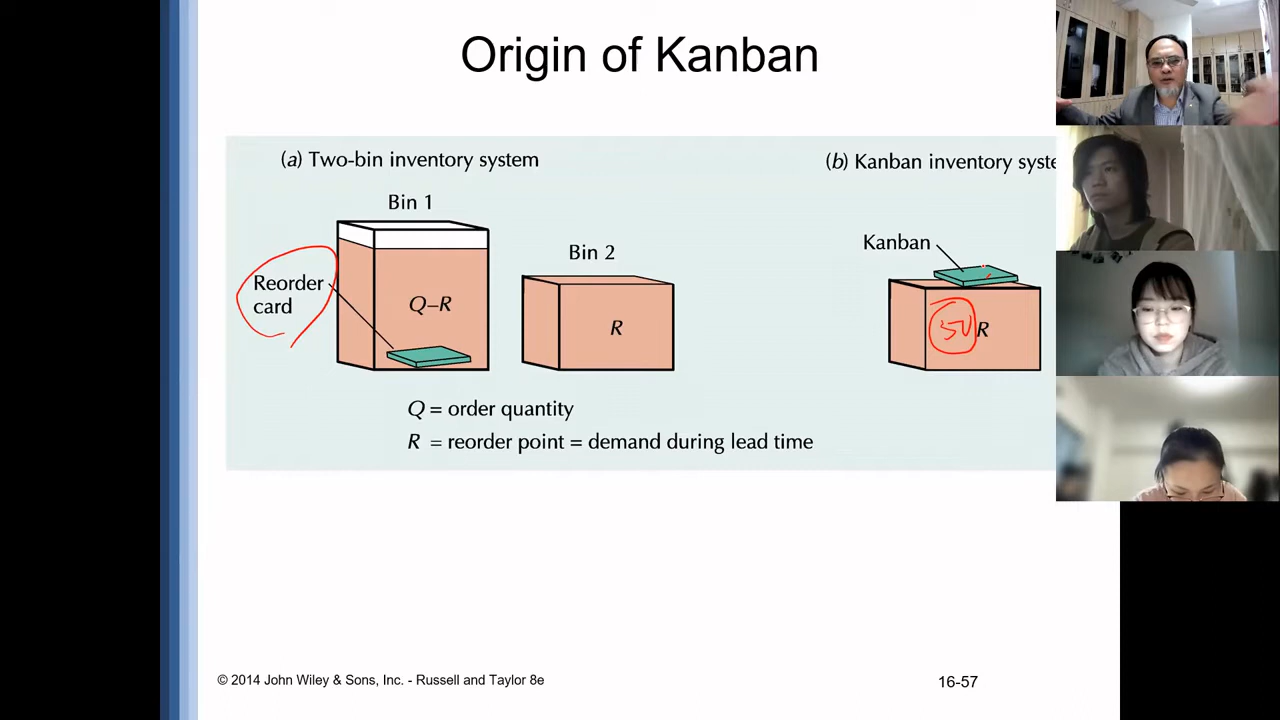 Origin of Kanban
(a) Two-bin inventory system
(b) Kanban inventory syste
Bin 1
Kanban
Bin 2
Reorder
card
Q–R
R
50
R
Q = order quantity
R = reorder point = demand during lead time
© 2014 John Wiley & Sons, Inc. - Russell and Taylor 8e
16-57